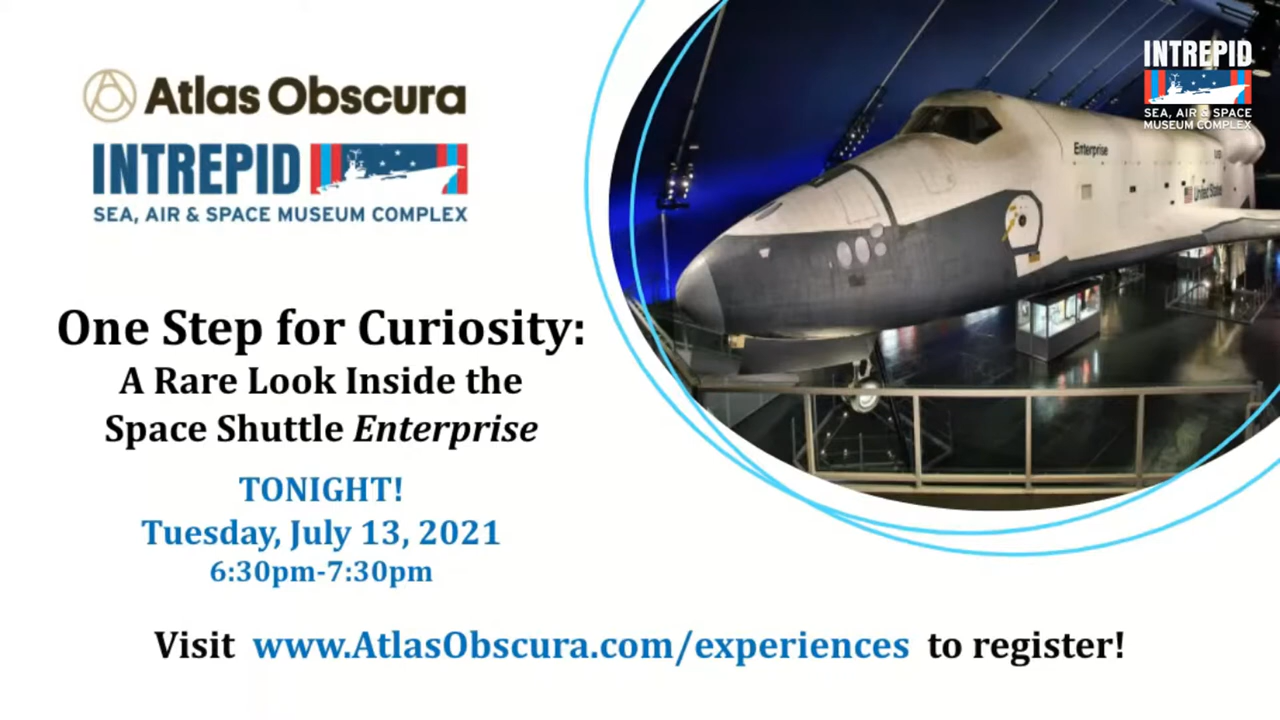 Atlas Obscura
INTREPID
SEA, AIR & SPACE MUSEUM COMPLEX
One Step for Curiosity:
A Rare Look Inside the
Space Shuttle Enterprise
TONIGHT!
Tuesday, July 13, 2021
6:30pm-7:30pm
Visit www.AtlasObscura.com/experiences to register!
INTREPID
SEA, AIR & SPACE
MUSEUM COMPLEX
Enterprise
United States